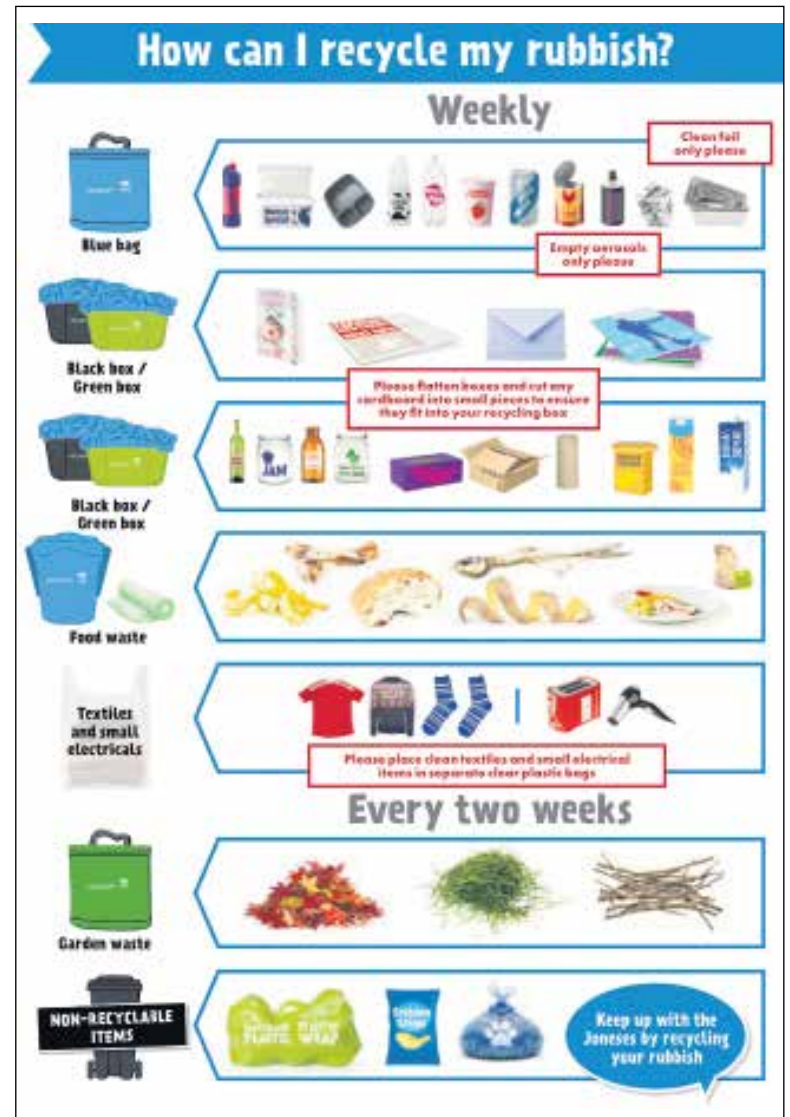 How can I recycle my rubbish?
Weekly
Clean foil
only please
Blue bag
Empty aerosols
only please
Black box /
Green box
Please flatten boxes and cut any
cardboard into small pieces to ensure
they fit into your recycling box
JAM
Black box /
Green box
Food waste
Textiles
and small
electricals
Please place clean textiles and small electrical
items in separate clear plastic bags
Every two weeks
Garden waste
NON-RECYCLABLE
ITEMS
PLASTIC
WRAP
Keep up with the
Joneses by recycling
your rubbish